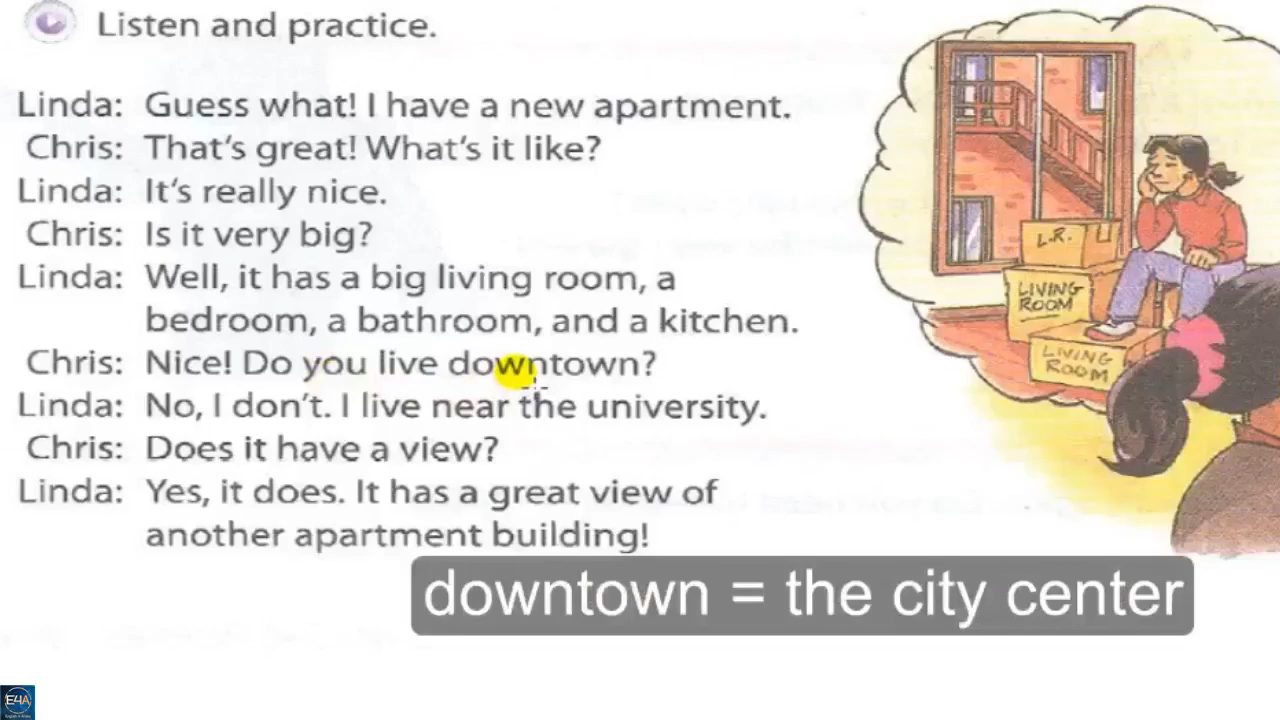 Listen and practice.
Linda: Guess what! I have a new apartment.
Chris: That's great! What's it like?
Linda: It's really nice.
Chris: Is it very big?
Linda: Well, it has a big living room, a
bedroom, a bathroom, and a kitchen.
Chris: Nice! Do you live downtown?
Linda: No, I don't. I live near the university.
Chris: Does it have a view?
Linda: Yes, it does. It has a great view of
another apartment building!
L.R.
LIVING
ROOM
LIVING
ROOM
downtown = the city center
E4A